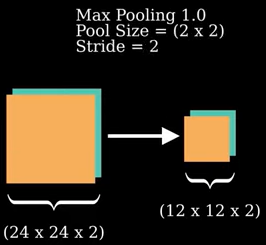 Max Pooling 1.0
Pool Size = (2 x 2)
Stride = 2
(24 x 24 x 2)
(12 x 12 x 2)